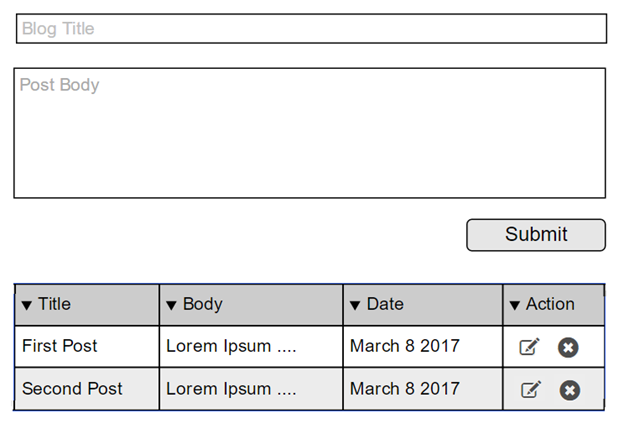 Blog Title
Post Body
Submit
Title Body Date Action
First Post Lorem Ipsum .... March 8 2017
Second Post Lorem Ipsum .... March 8 2017